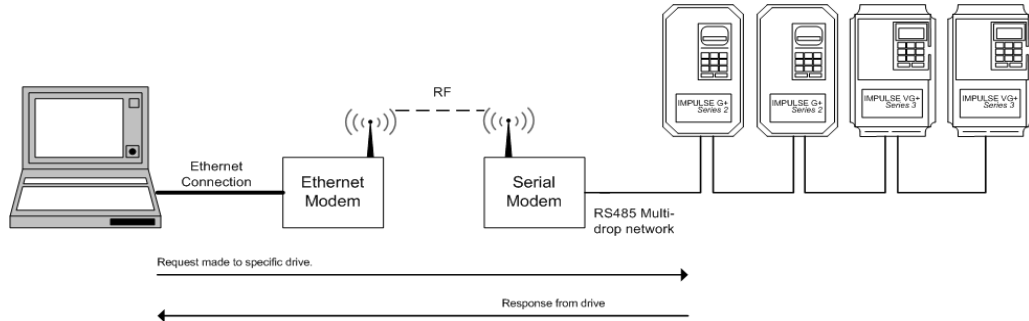 RF
Ethernet
Connection
Ethernet
Modem
Serial
Modem
RS485 Multi-
drop network
IMPULSE G+
Series 2
IMPULSE G+
Series 2
IMPULSE VG+
Series 3
IMPULSE VG+
Series 3
Request made to specific drive.
Response from drive